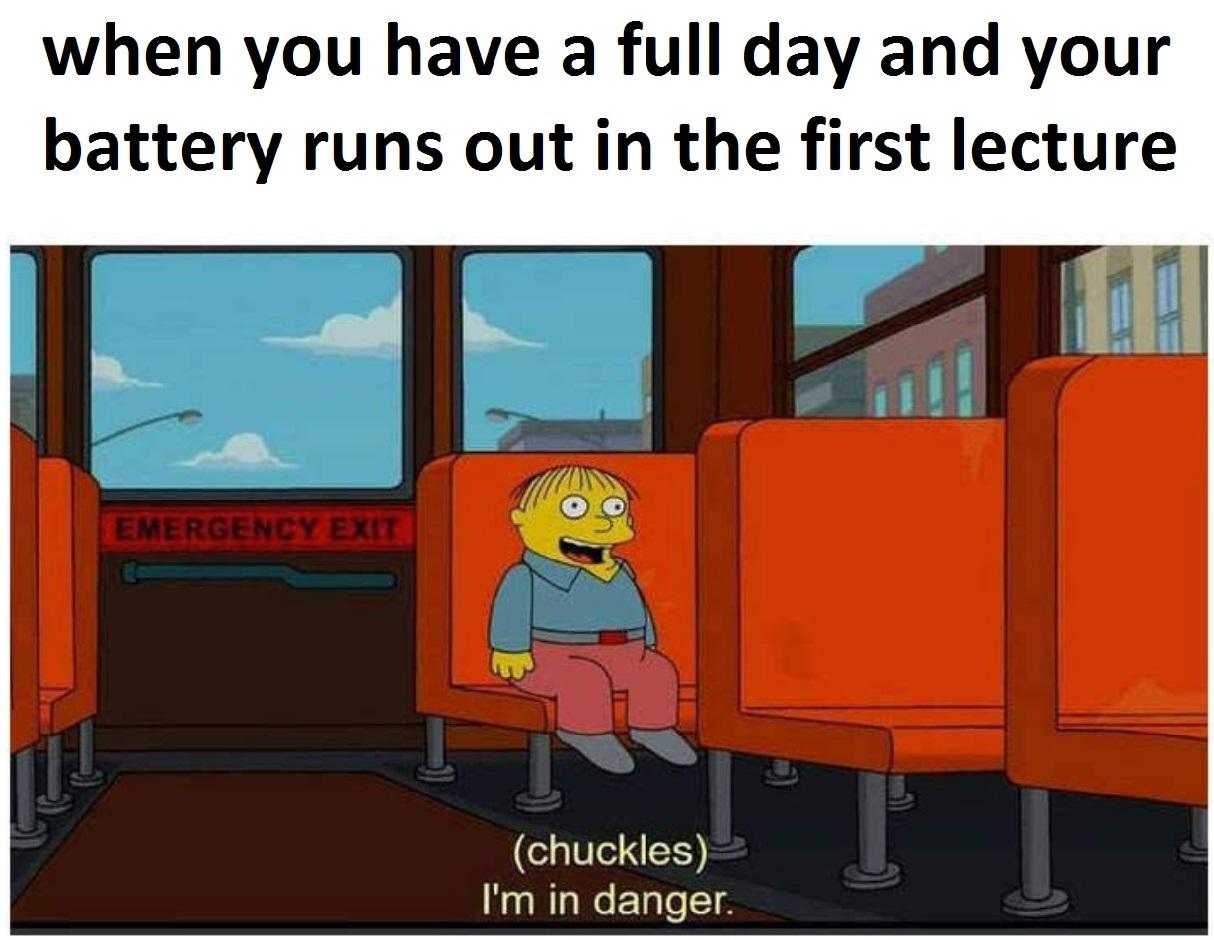 when you have a full day and your
battery runs out in the first lecture
EMERGENCY EXIT
(chuckles)
I'm in danger.